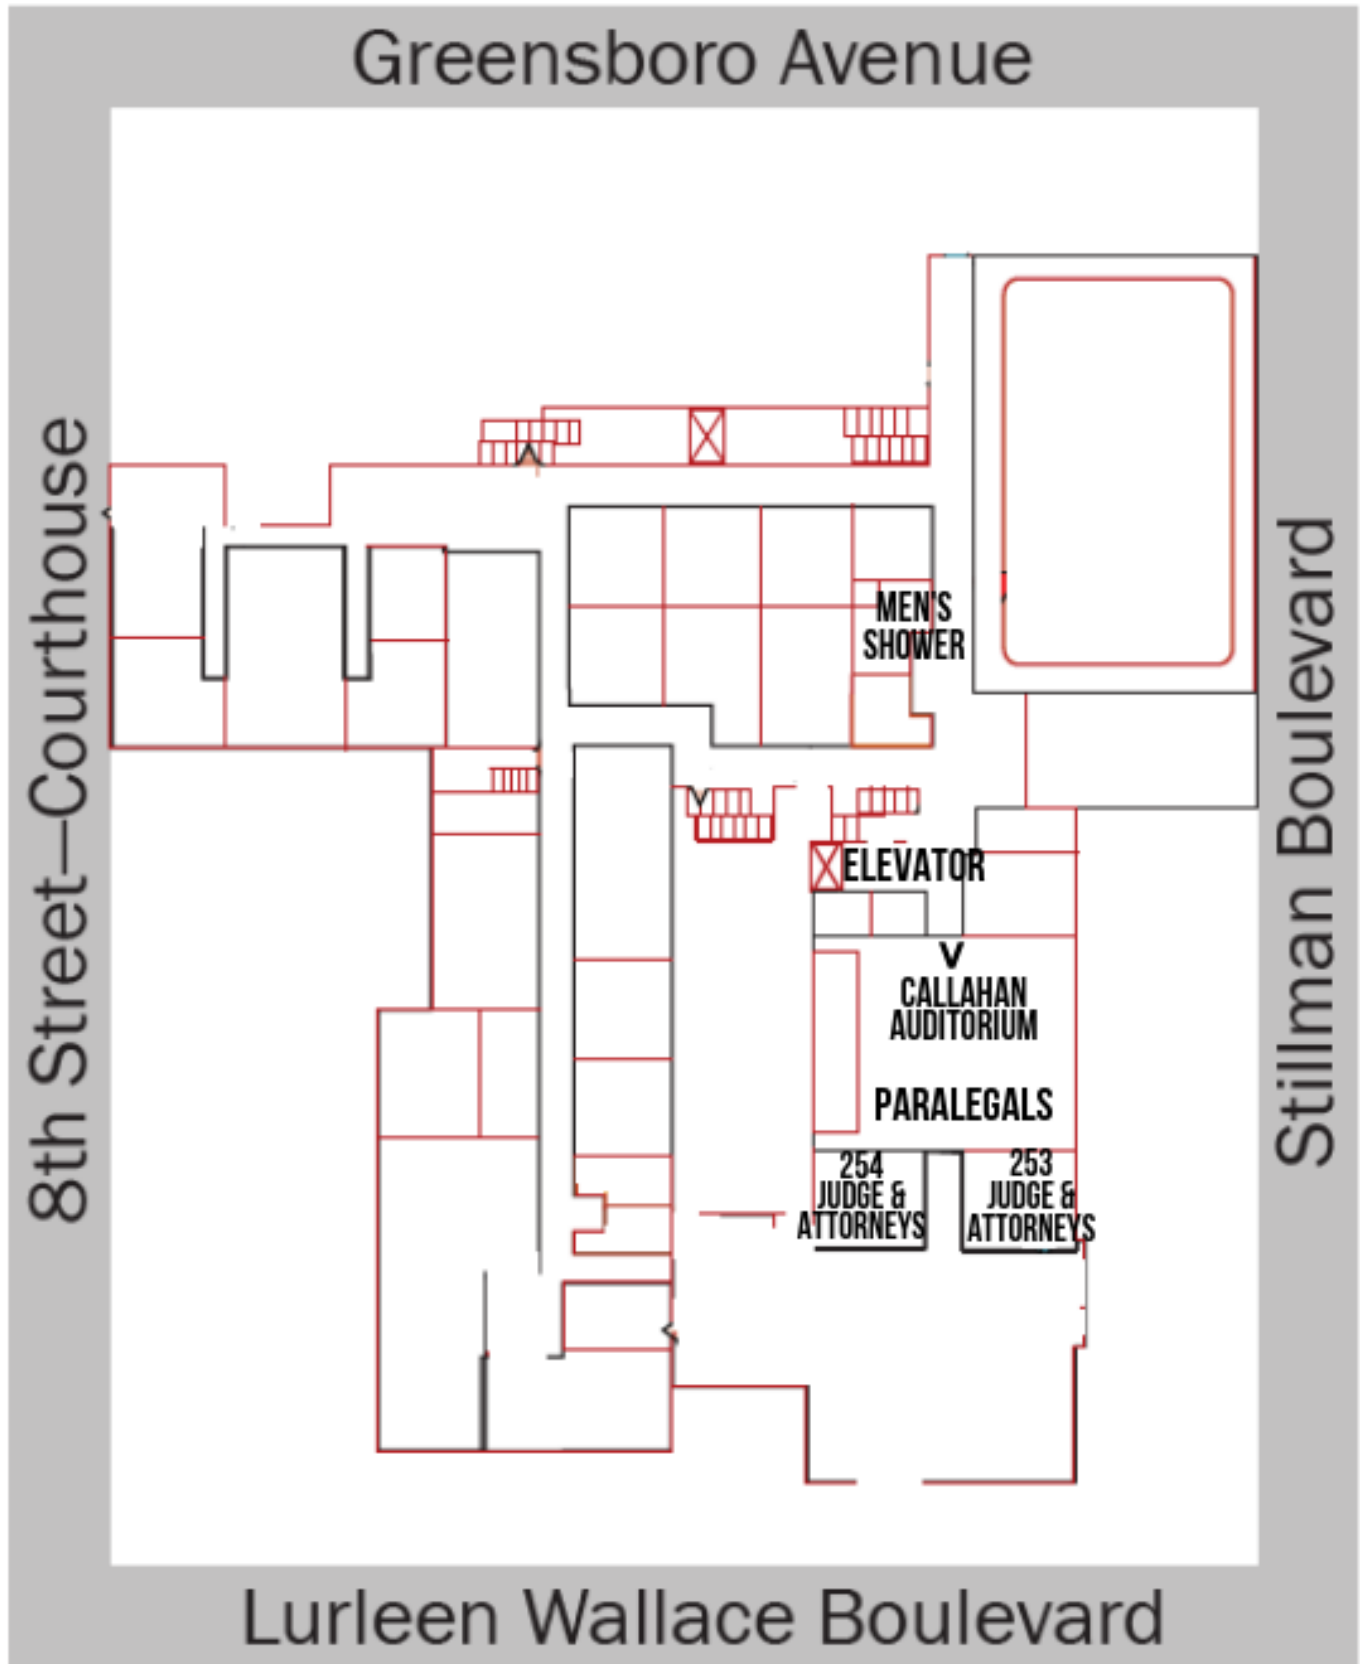 Greensboro Avenue
8th Street–Courthouse
Stillman Boulevard
MEN'S
SHOWER
ELEVATOR
V
CALLAHAN
AUDITORIUM
PARALEGALS
254
JUDGE &
ATTORNEYS
253
JUDGE &
ATTORNEYS
Lurleen Wallace Boulevard